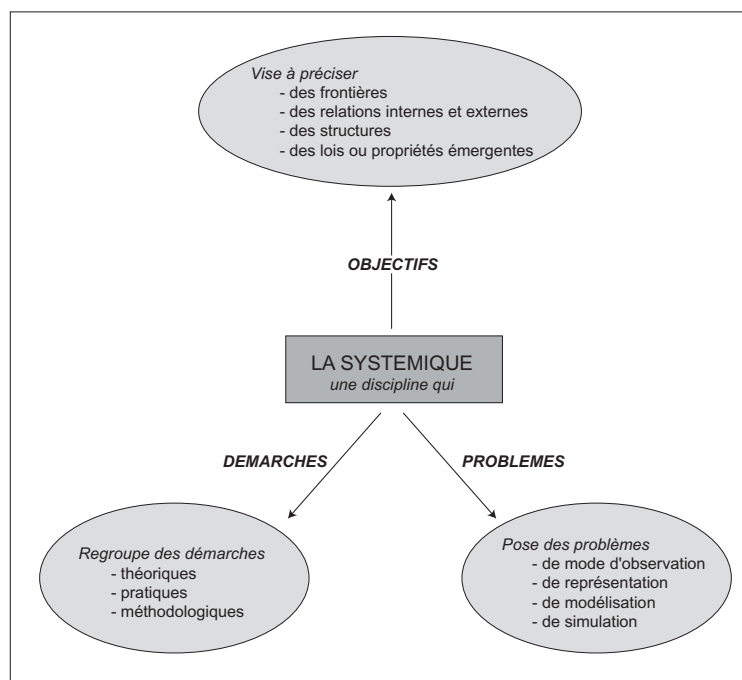 Vise à préciser
- des frontières
- des relations internes et externes
- des structures
- des lois ou propriétés émergentes
OBJECTIFS
LA SYSTEMIQUE
une discipline qui
DEMARCHES
PROBLEMES
Regroupe des démarches
- théoriques
- pratiques
- méthodologiques
Pose des problèmes
- de mode d'observation
- de représentation
- de modélisation
- de simulation